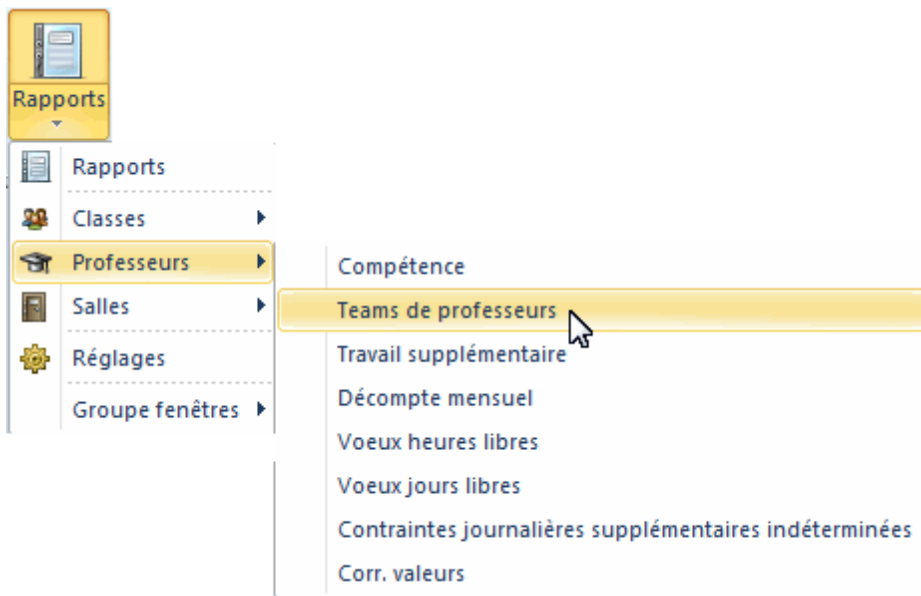 Rapports
Rapports
Classes
Professeurs
Salles
Réglages
Groupe fenêtres
Compétence
Teams de professeurs
Travail supplémentaire
Décompte mensuel
Voeux heures libres
Voeux jours libres
Contraintes journalières supplémentaires indéterminées
Corr. valeurs